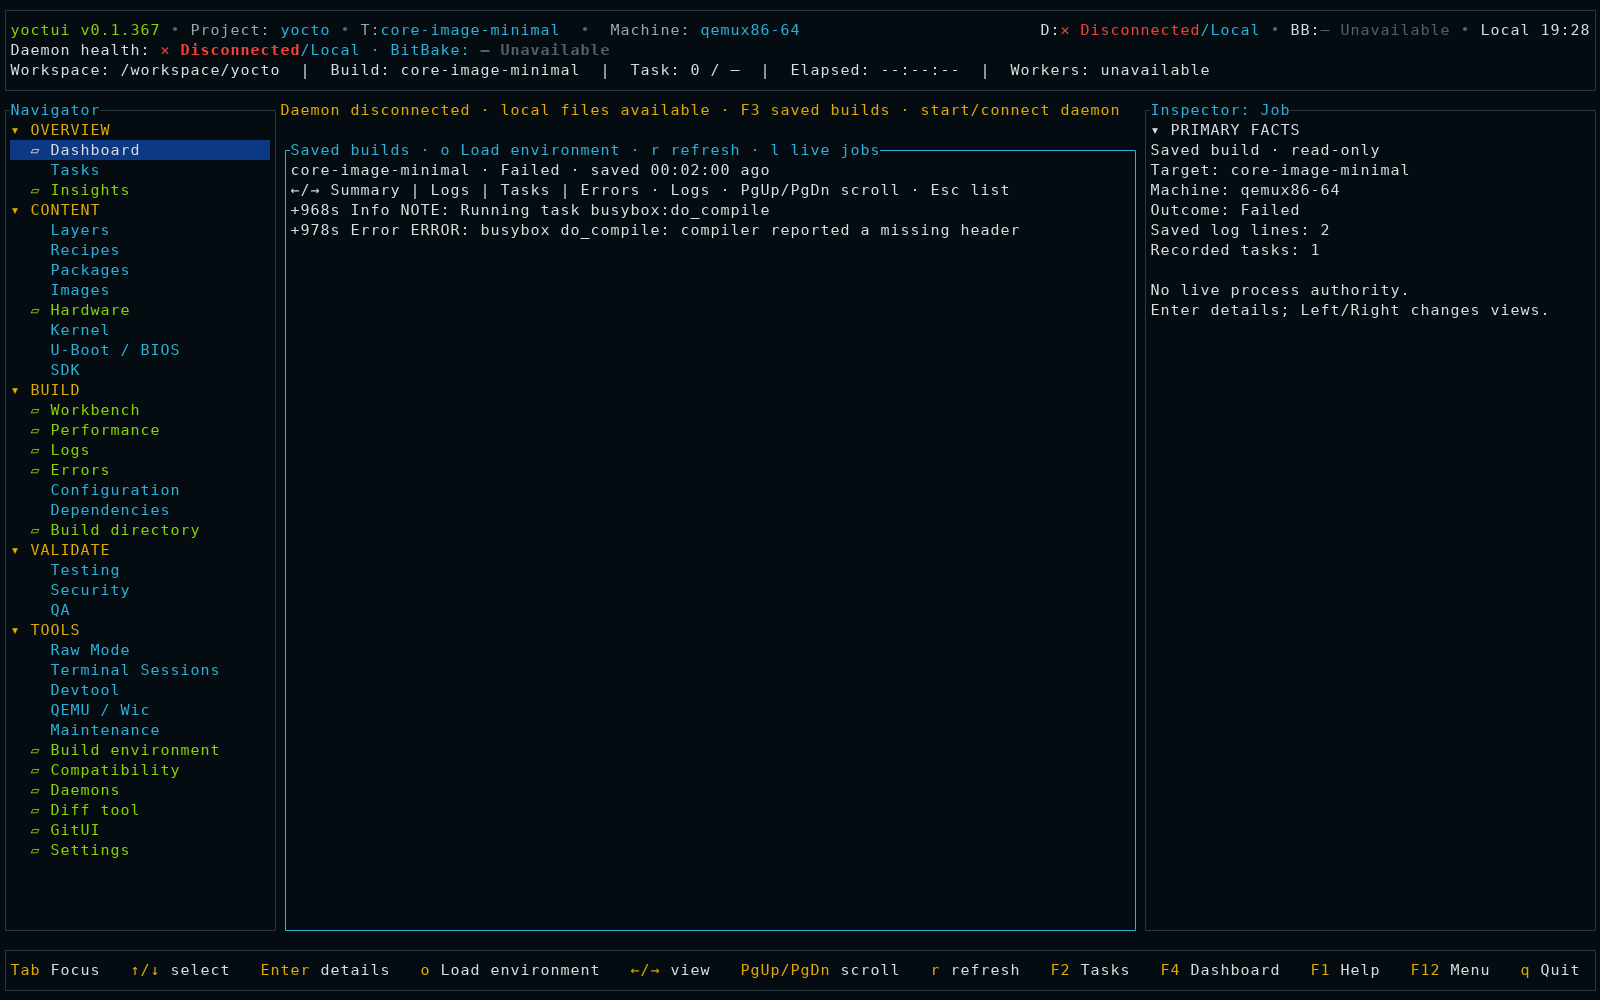 yoctui v0.1.367 • Project: yocto • T:core-image-minimal • Machine: qemux86-64 D:× Disconnected/Local • BB:— Unavailable • Local 19:28
Daemon health: × Disconnected/Local · BitBake: — Unavailable
Workspace: /workspace/yocto | Build: core-image-minimal | Task: 0 / — | Elapsed: --:--:-- | Workers: unavailable
Navigator
▾ OVERVIEW
▱ Dashboard
Tasks
▱ Insights
▾ CONTENT
Layers
Recipes
Packages
Images
▱ Hardware
Kernel
U-Boot / BIOS
SDK
▾ BUILD
▱ Workbench
▱ Performance
▱ Logs
▱ Errors
Configuration
Dependencies
▱ Build directory
▾ VALIDATE
Testing
Security
QA
▾ TOOLS
Raw Mode
Terminal Sessions
Devtool
QEMU / Wic
Maintenance
▱ Build environment
▱ Compatibility
▱ Daemons
▱ Diff tool
▱ GitUI
▱ Settings
Daemon disconnected · local files available · F3 saved builds · start/connect daemon
Saved builds · o Load environment · r refresh · l live jobs
core-image-minimal · Failed · saved 00:02:00 ago
←/→ Summary | Logs | Tasks | Errors · Logs · PgUp/PgDn scroll · Esc list
+968s Info NOTE: Running task busybox:do_compile
+978s Error ERROR: busybox do_compile: compiler reported a missing header
Inspector: Job
▾ PRIMARY FACTS
Saved build · read-only
Target: core-image-minimal
Machine: qemux86-64
Outcome: Failed
Saved log lines: 2
Recorded tasks: 1
No live process authority.
Enter details; Left/Right changes views.
Tab Focus ↑/↓ select Enter details o Load environment ←/→ view PgUp/PgDn scroll r refresh F2 Tasks F4 Dashboard F1 Help F12 Menu q Quit